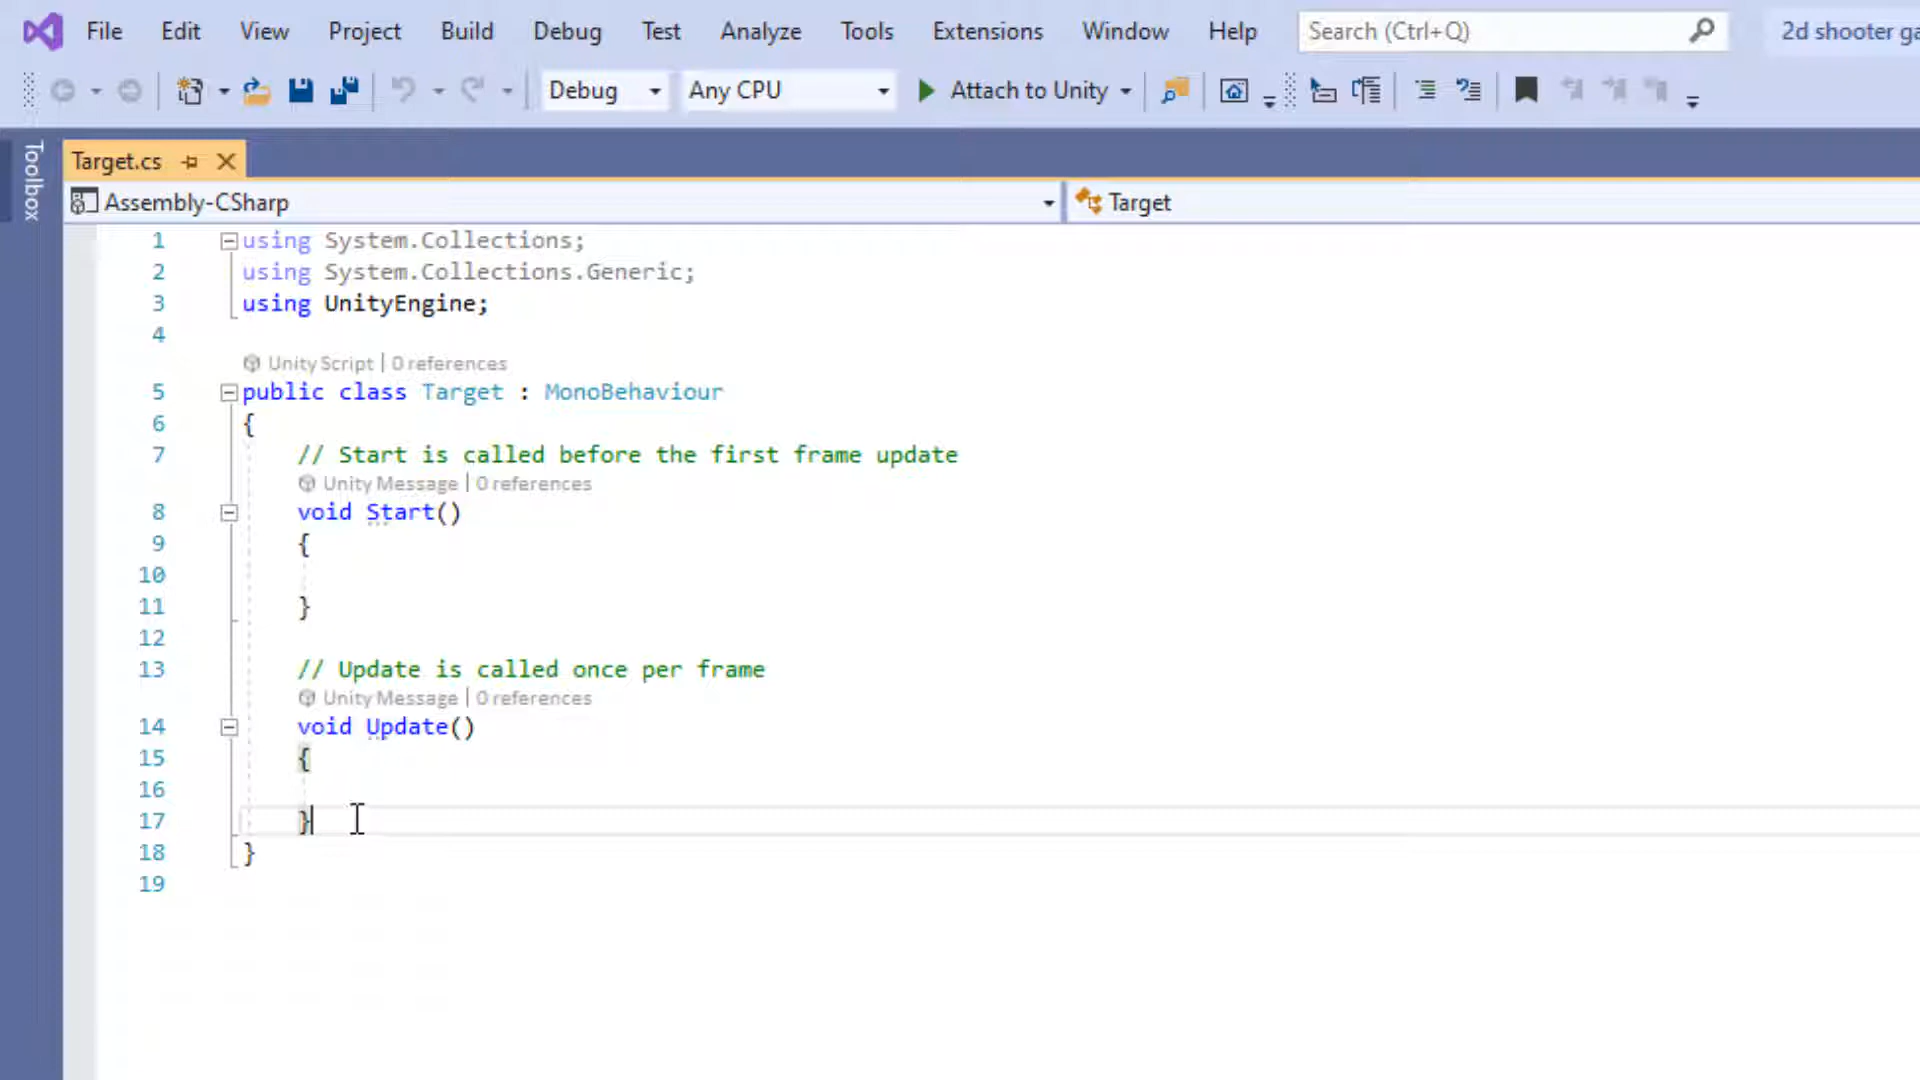 File Edit View Project Build Debug Test Analyze Tools Extensions Window Help Search (Ctrl+Q) 2d shooter
Debug Any CPU Attach to Unity
Toolbox
Target.cs
Assembly-CSharp Target
1 using System.Collections;
2 using System.Collections.Generic;
3 using UnityEngine;
4
Unity Script | 0 references
5 public class Target : MonoBehaviour
6 {
7 // Start is called before the first frame update
Unity Message | 0 references
8 void Start()
9 {
10
11 }
12
13 // Update is called once per frame
Unity Message | 0 references
14 void Update()
15 {
16
17 }
18 }
19